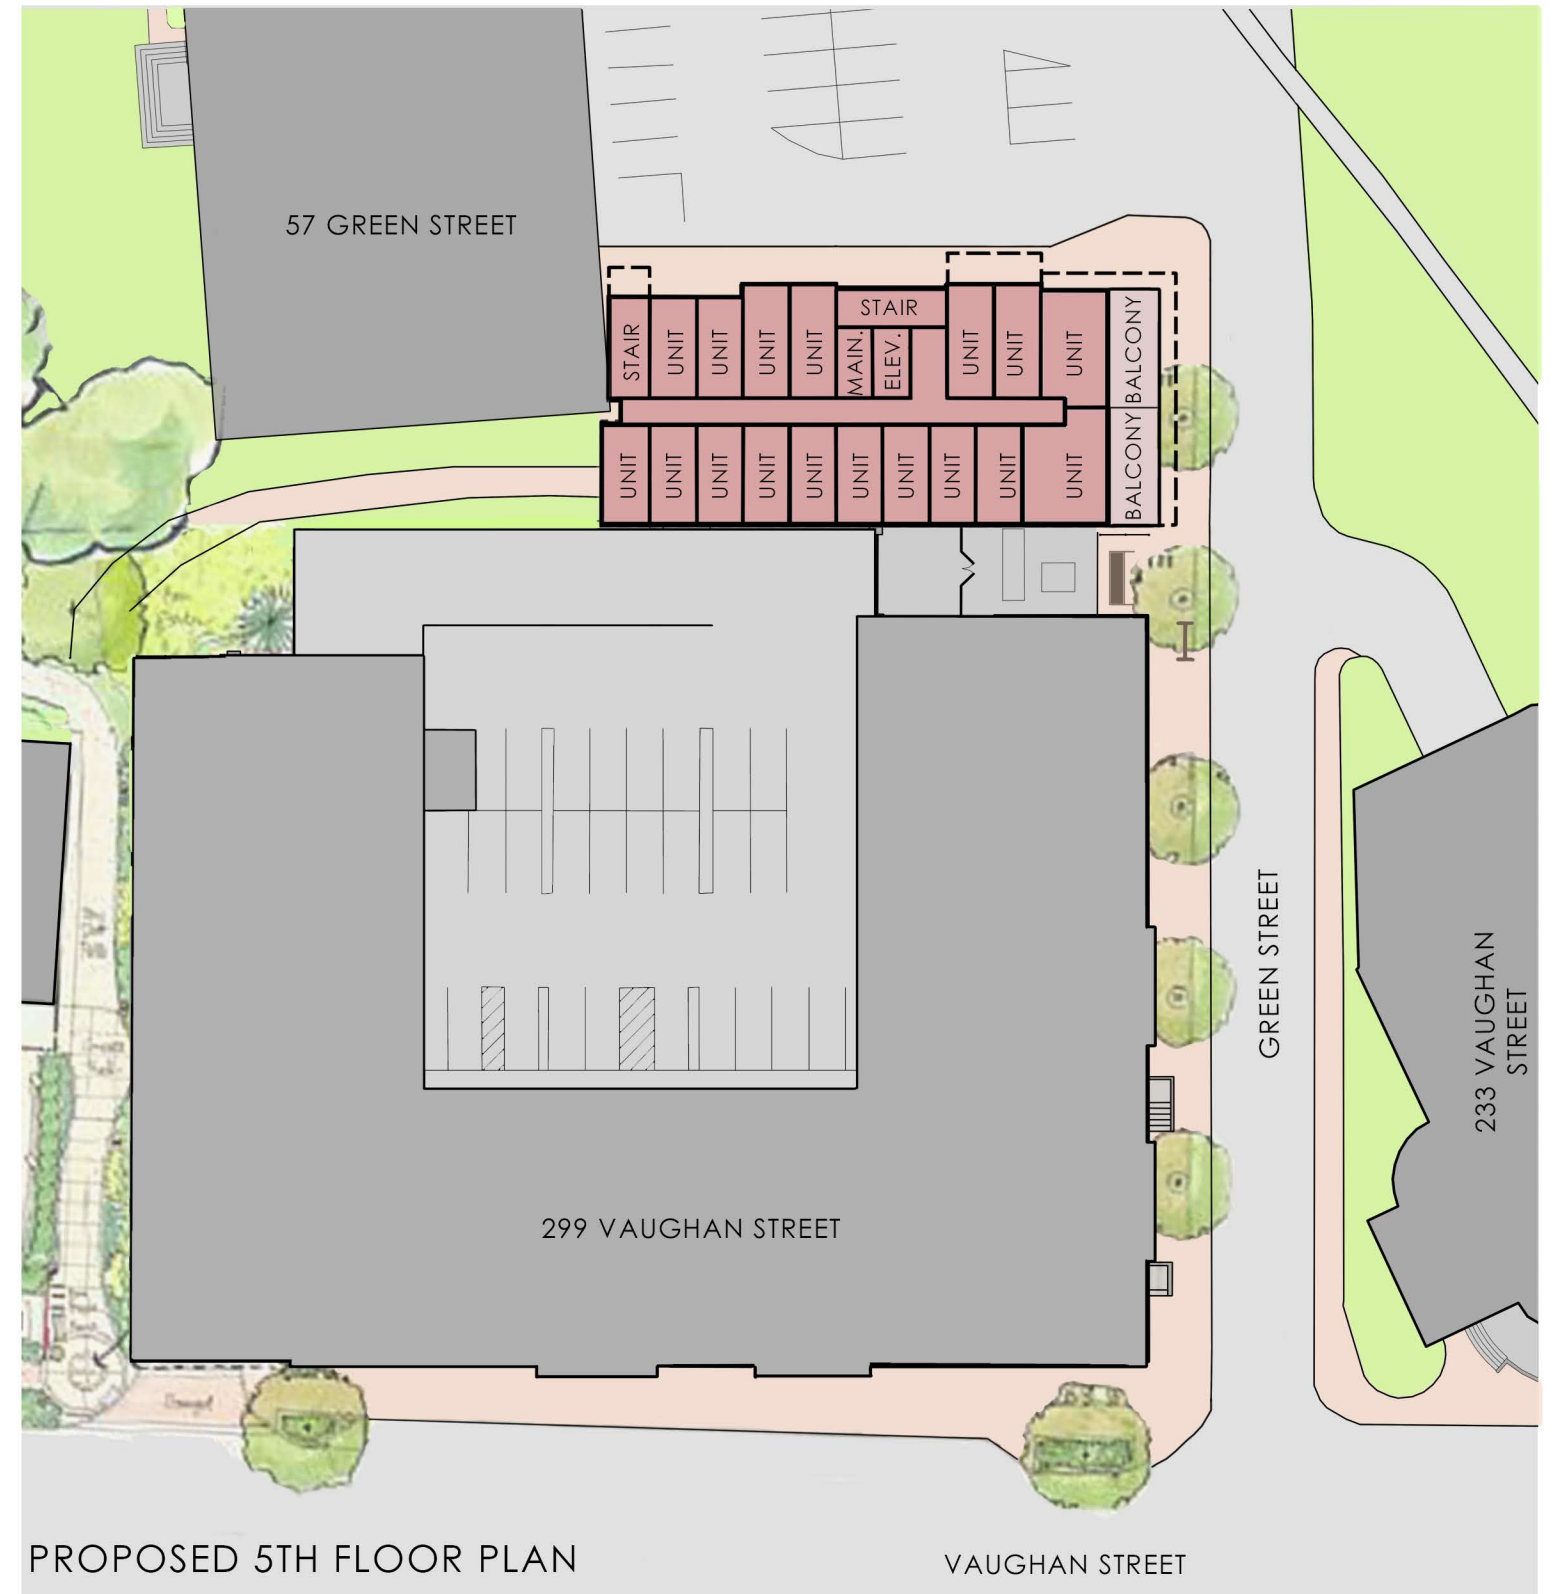 57 GREEN STREET
STAIR
UNIT
UNIT
UNIT
UNIT
STAIR
MAIN.
ELEV.
UNIT
UNIT
UNIT
BALCONY
UNIT
UNIT
UNIT
UNIT
UNIT
UNIT
UNIT
UNIT
UNIT
UNIT
BALCONY
GREEN STREET
233 VAUGHAN
STREET
299 VAUGHAN STREET
PROPOSED 5TH FLOOR PLAN
VAUGHAN STREET